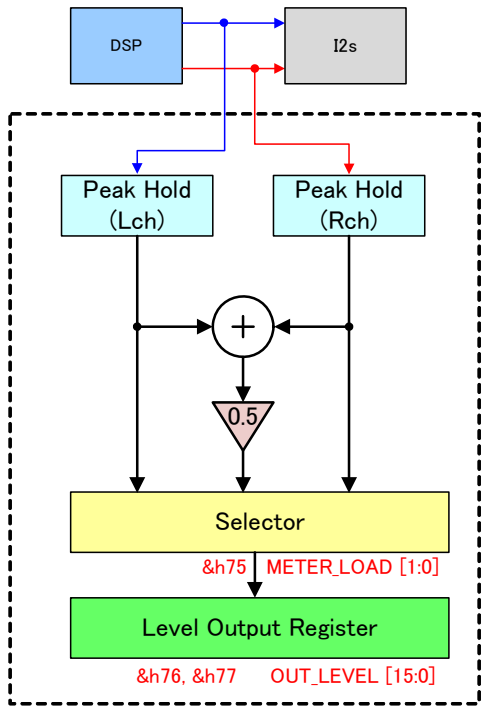 DSP
I2s
Peak Hold
(Lch)
Peak Hold
(Rch)
+
0.5
Selector
&h75 METER_LOAD [1:0]
Level Output Register
&h76, &h77 OUT_LEVEL [15:0]